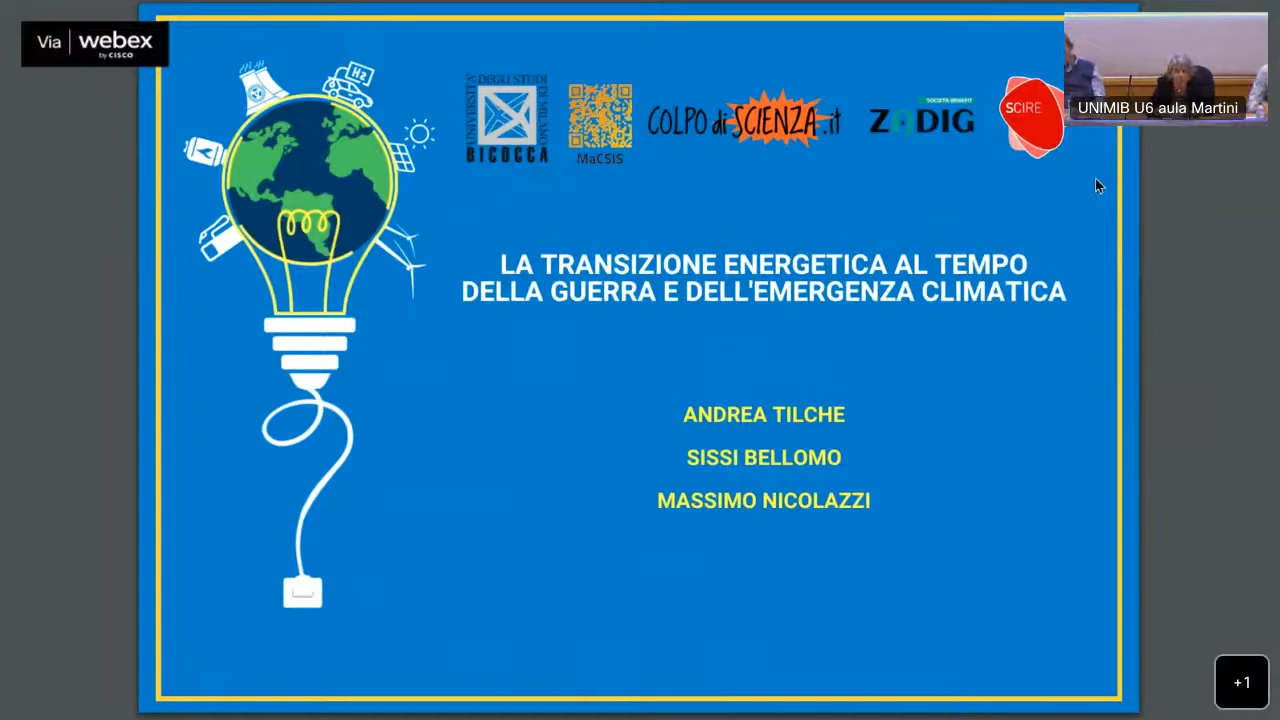 Via webex
by CISCO
H2
UNIVERSITA' DEGLI STUDI DI MILANO
BICOCCA
MaCSIS
COLPO di SCIENZA.it
SOCIETÀ BENEFIT
ZADIG
SCIRE
UNIMIB U6 aula Martini
LA TRANSIZIONE ENERGETICA AL TEMPO
DELLA GUERRA E DELL'EMERGENZA CLIMATICA
ANDREA TILCHE
SISSI BELLOMO
MASSIMO NICOLAZZI
+1